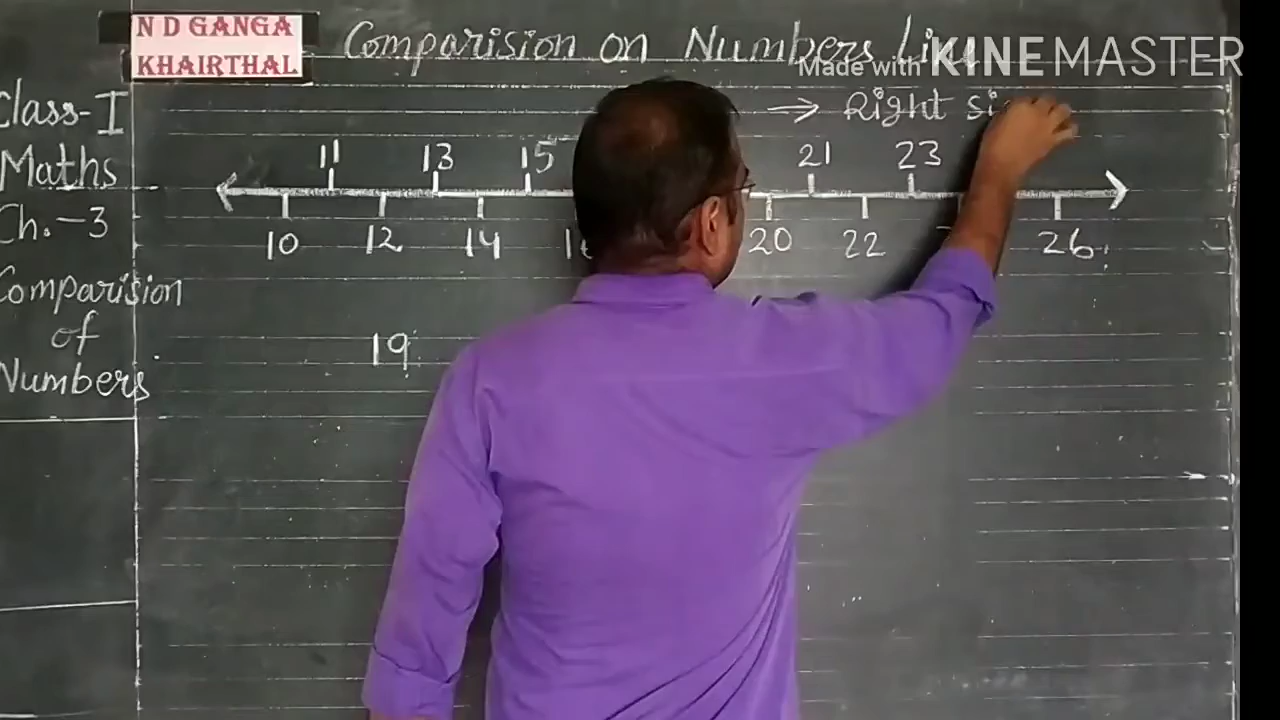 N D GANGA
KHAIRTHAL
Comparision on Numbers Line
Made with KINEMASTER
Class-I
Maths
Ch.-3
Comparision
of
Numbers
→ Right
11 13 15 21 23
10 12 14 20 22 26
19